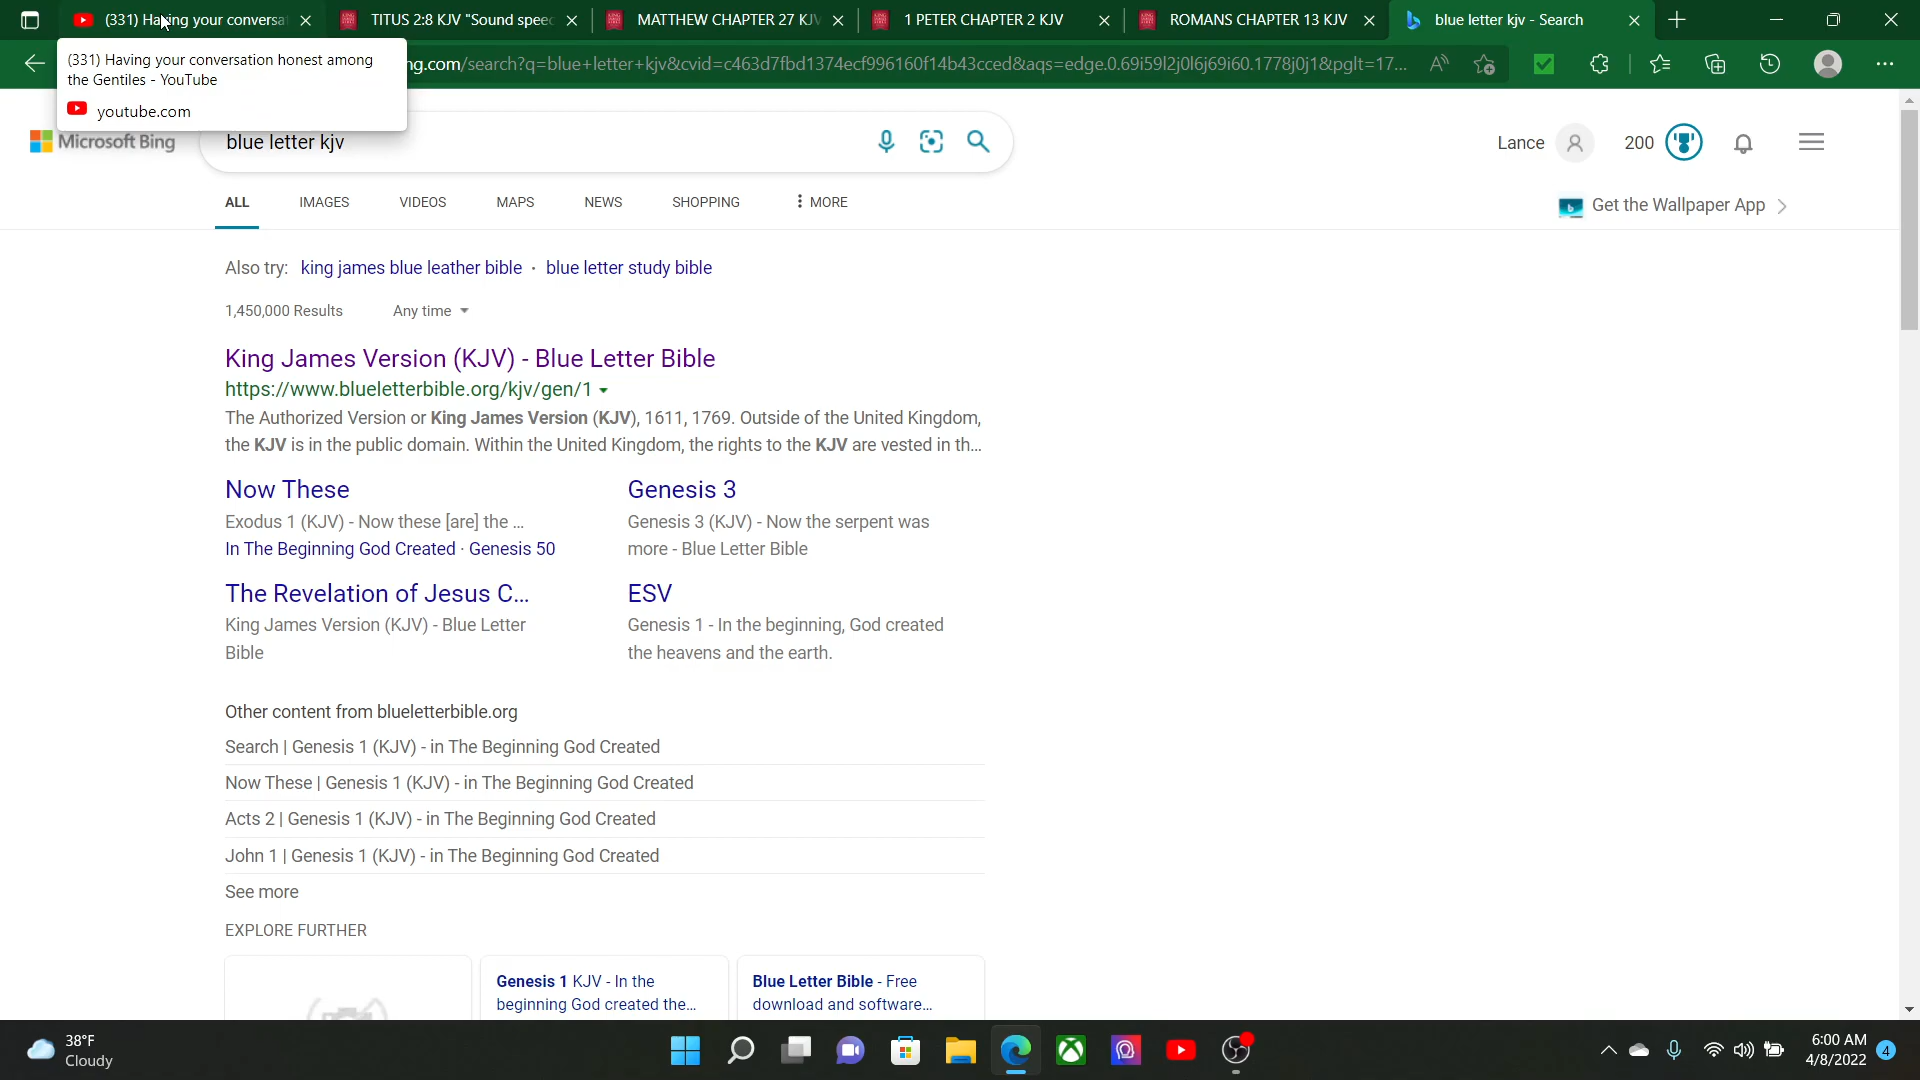 (331) Having your conversa
TITUS 2:8 KJV "Sound speec
MATTHEW CHAPTER 27 KJV
1 PETER CHAPTER 2 KJV
ROMANS CHAPTER 13 KJV
blue letter kjv - Search
(331) Having your conversation honest among
the Gentiles - YouTube
youtube.com
ng.com/search?q=blue+letter+kjv&cvid=c463d7fbd1374ecf996160f14b43cced&aqs=edge.0.69i59l2j0l6j69i60.1778j0j1&pglt=17...
Microsoft Bing
blue letter kjv
Lance
200
ALL
IMAGES
VIDEOS
MAPS
NEWS
SHOPPING
MORE
Get the Wallpaper App
Also try: king james blue leather bible · blue letter study bible
1,450,000 Results
Any time
King James Version (KJV) - Blue Letter Bible
https://www.blueletterbible.org/kjv/gen/1
The Authorized Version or King James Version (KJV), 1611, 1769. Outside of the United Kingdom,
the KJV is in the public domain. Within the United Kingdom, the rights to the KJV are vested in th...
Now These
Exodus 1 (KJV) - Now these [are] the ...
In The Beginning God Created · Genesis 50
Genesis 3
Genesis 3 (KJV) - Now the serpent was
more - Blue Letter Bible
The Revelation of Jesus C...
King James Version (KJV) - Blue Letter
Bible
ESV
Genesis 1 - In the beginning, God created
the heavens and the earth.
Other content from blueletterbible.org
Search | Genesis 1 (KJV) - in The Beginning God Created
Now These | Genesis 1 (KJV) - in The Beginning God Created
Acts 2 | Genesis 1 (KJV) - in The Beginning God Created
John 1 | Genesis 1 (KJV) - in The Beginning God Created
See more
EXPLORE FURTHER
Genesis 1 KJV - In the
beginning God created the...
Blue Letter Bible - Free
download and software...
38°F
Cloudy
6:00 AM
4/8/2022
4